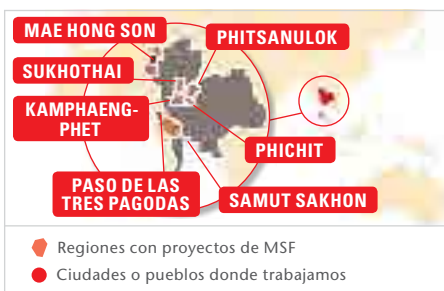 MAE HONG SON
PHITSANULOK
SUKHOTHAI
KAMPHAENG-
PHET
PHICHIT
PASO DE LAS
TRES PAGODAS
SAMUT SAKHON
Regiones con proyectos de MSF
Ciudades o pueblos donde trabajamos